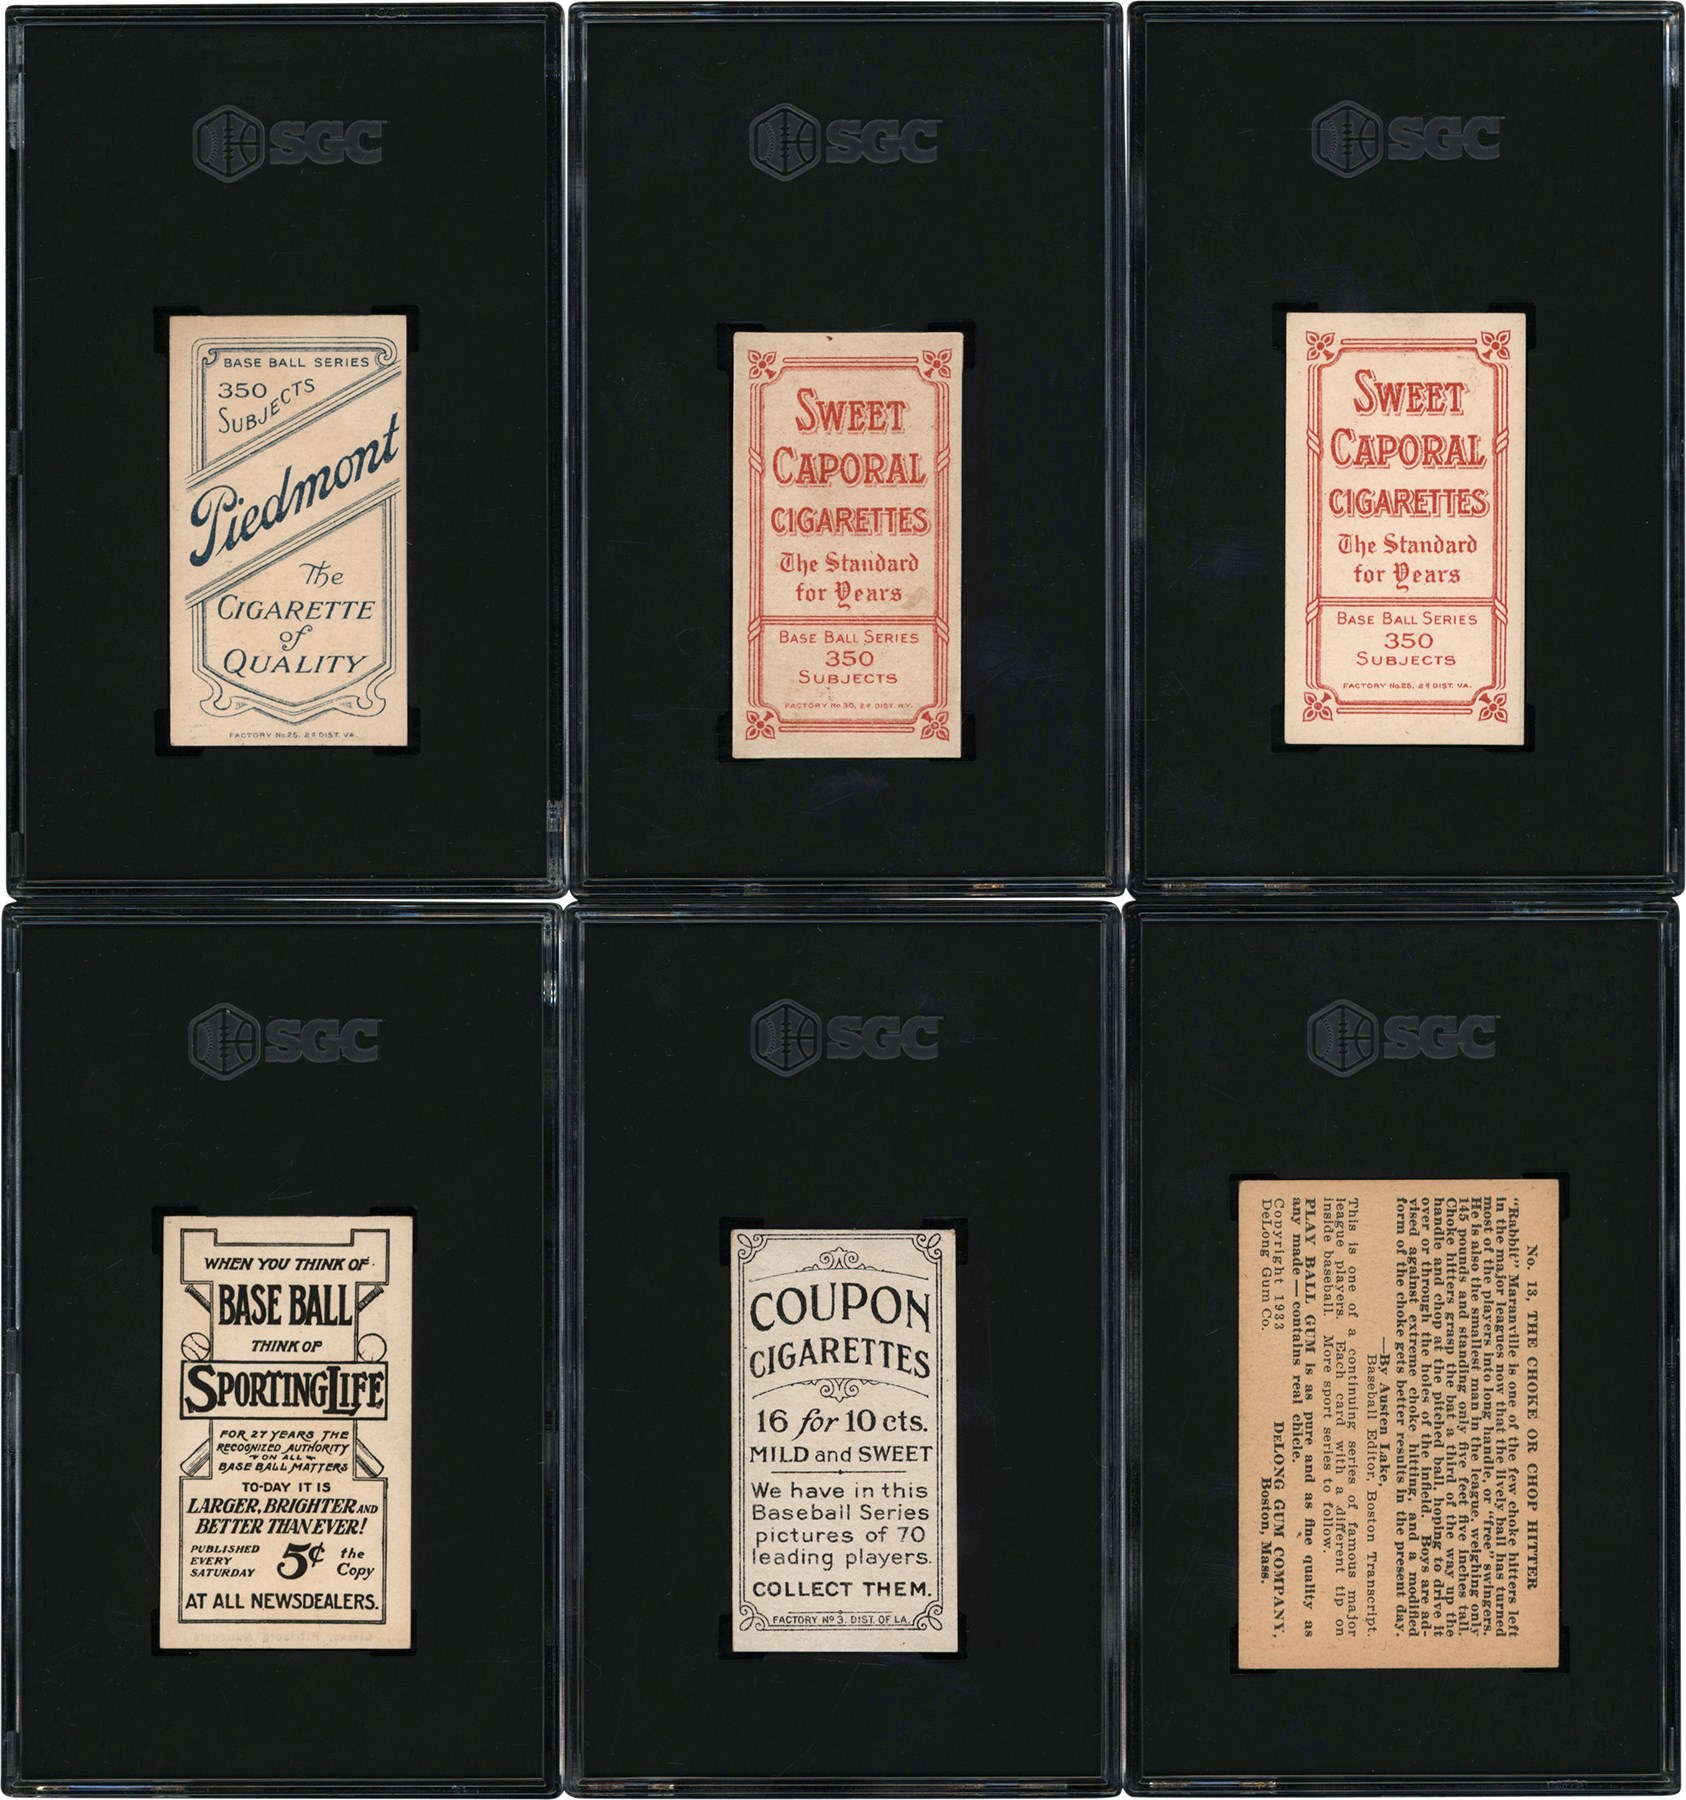 SGC
BASE BALL SERIES
350
SUBJECTS
Piedmont
The
CIGARETTE
of
QUALITY
FACTORY No.25. 2d DIST. VA.
SGC
SWEET
CAPORAL
CIGARETTES
The Standard
for Years
BASE BALL SERIES
350
SUBJECTS
FACTORY No.30, 2d DIST. N.Y.
SGC
SWEET
CAPORAL
CIGARETTES
The Standard
for Years
BASE BALL SERIES
350
SUBJECTS
FACTORY No.25, 2d DIST. VA.
SGC
WHEN YOU THINK OF
BASE BALL
THINK OF
SPORTING LIFE
FOR 27 YEARS THE
RECOGNIZED AUTHORITY
ON ALL
BASE BALL MATTERS
TO-DAY IT IS
LARGER, BRIGHTER AND
BETTER THAN EVER!
PUBLISHED
EVERY
SATURDAY
5¢ the
Copy
AT ALL NEWSDEALERS.
SGC
COUPON
CIGARETTES
16 for 10 cts.
MILD and SWEET
We have in this
Baseball Series
pictures of 70
leading players.
COLLECT THEM.
FACTORY Nº 3. DIST. OF LA.
SGC
No. 13, THE CHOKE OR CHOP HITTER
"Rabbit" Maranville is one of the few choke hitters left
in the major leagues now that the lively ball has turned
most of the players into long handle, or "free" swingers.
He is also the smallest man in the league, weighing only
145 pounds and standing only five feet five inches tall.
Choke hitters grasp the bat a third of the way up the
handle and chop at the pitched ball, hoping to drive it
over or through the holes of the infield. Boys are ad-
vised against extreme choke hitting, and a modified
form of the choke gets better results in the present day.
—By Austen Lake,
Baseball Editor, Boston Transcript.
This is one of a continuing series of famous major
league players. Each card with a different tip on
inside baseball. More sport series to follow.
PLAY BALL GUM is as pure and as fine quality as
any made—contains real chicle.
Copyright 1933
DELONG GUM COMPANY,
DeLong Gum Co.
Boston, Mass.